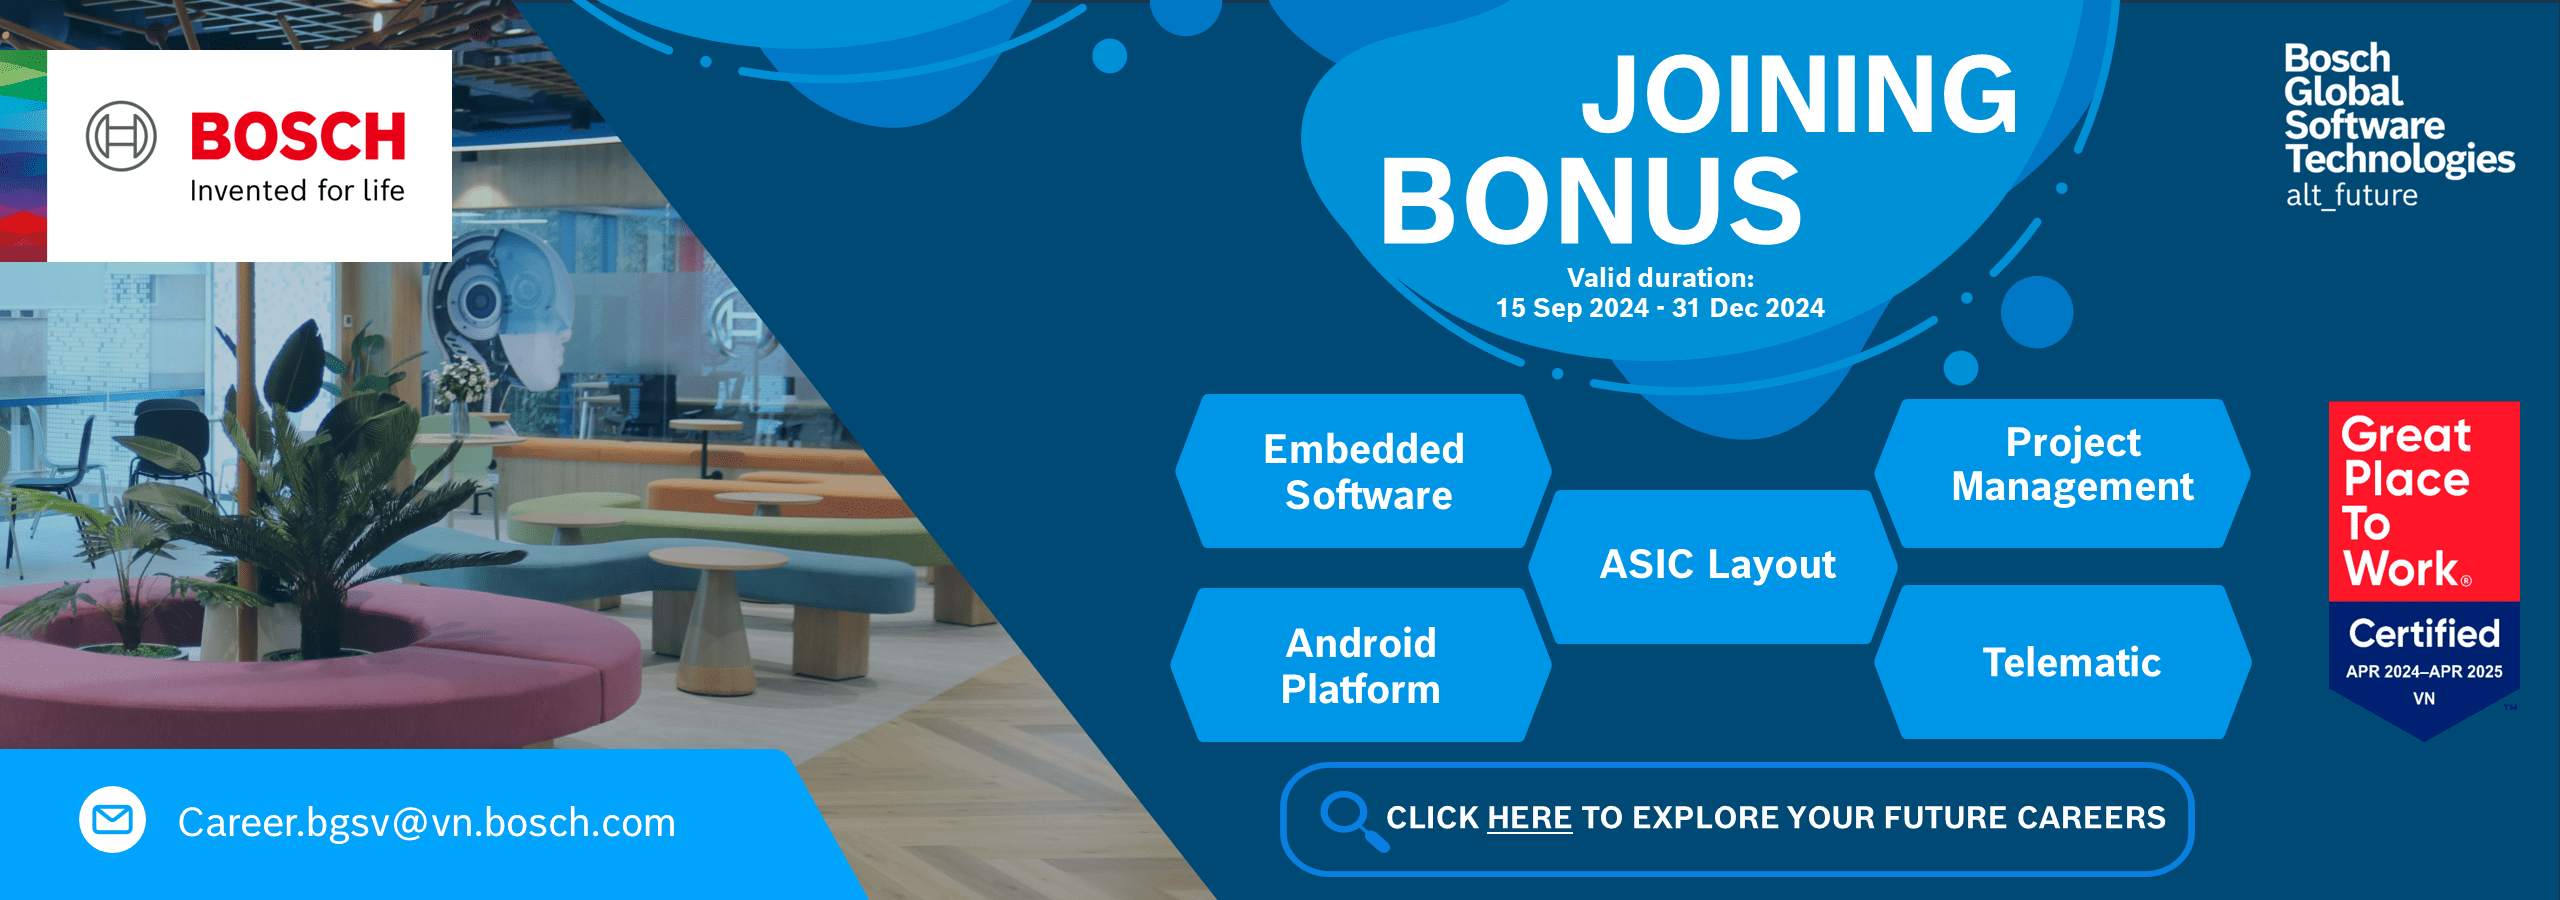 BOSCH
Invented for life
JOINING
BONUS
Valid duration:
15 Sep 2024 - 31 Dec 2024
Bosch
Global
Software
Technologies
alt_future
Embedded
Software
Project
Management
ASIC Layout
Android
Platform
Telematic
Great
Place
To
Work®
Certified
APR 2024–APR 2025
VN
TM
Career.bgsv@vn.bosch.com
CLICK HERE TO EXPLORE YOUR FUTURE CAREERS